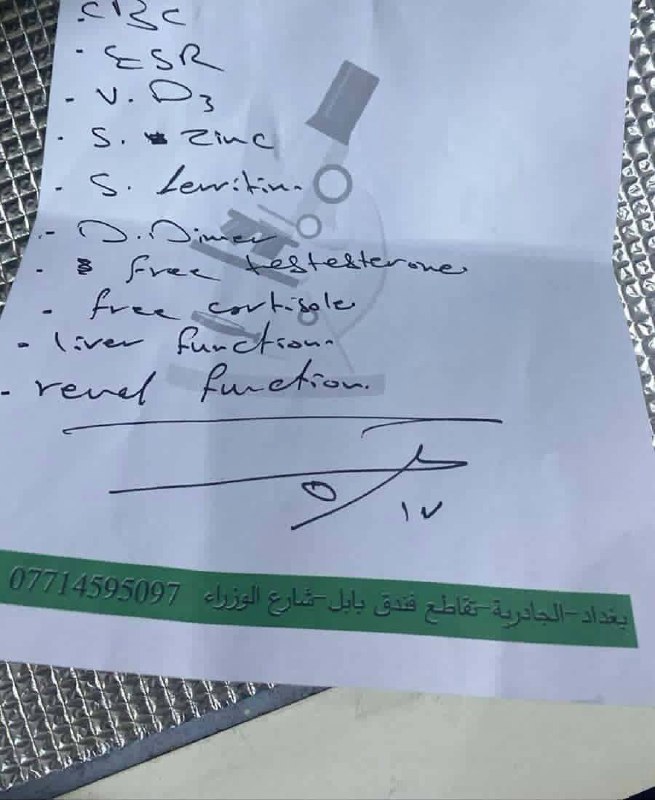 . CBC
- ESR
- V. D3
- S. Zinc
- S. ferritin.
- D. Dimer
- free testesterone
- free cortisole
- liver function.
- renal function.
١٧
بغداد-الجادرية-تقاطع فندق بابل-شارع الوزراء 07714595097